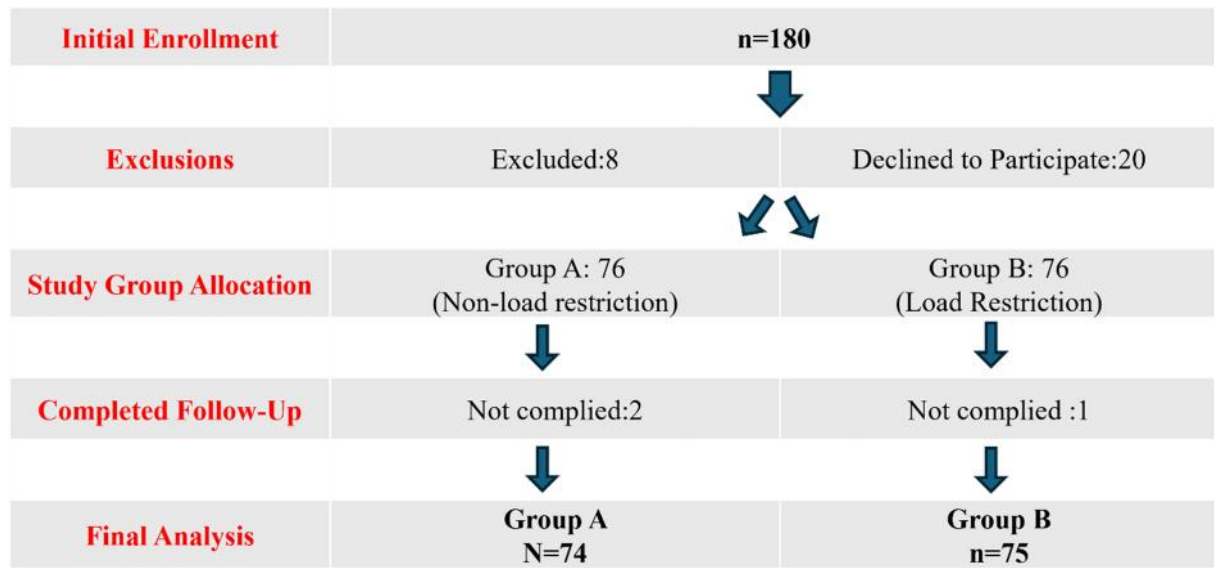 Initial Enrollment
n=180
Exclusions
Excluded:8
Declined to Participate:20
Study Group Allocation
Group A: 76
(Non-load restriction)
Group B: 76
(Load Restriction)
Completed Follow-Up
Not complied:2
Not complied :1
Final Analysis
Group A
N=74
Group B
n=75